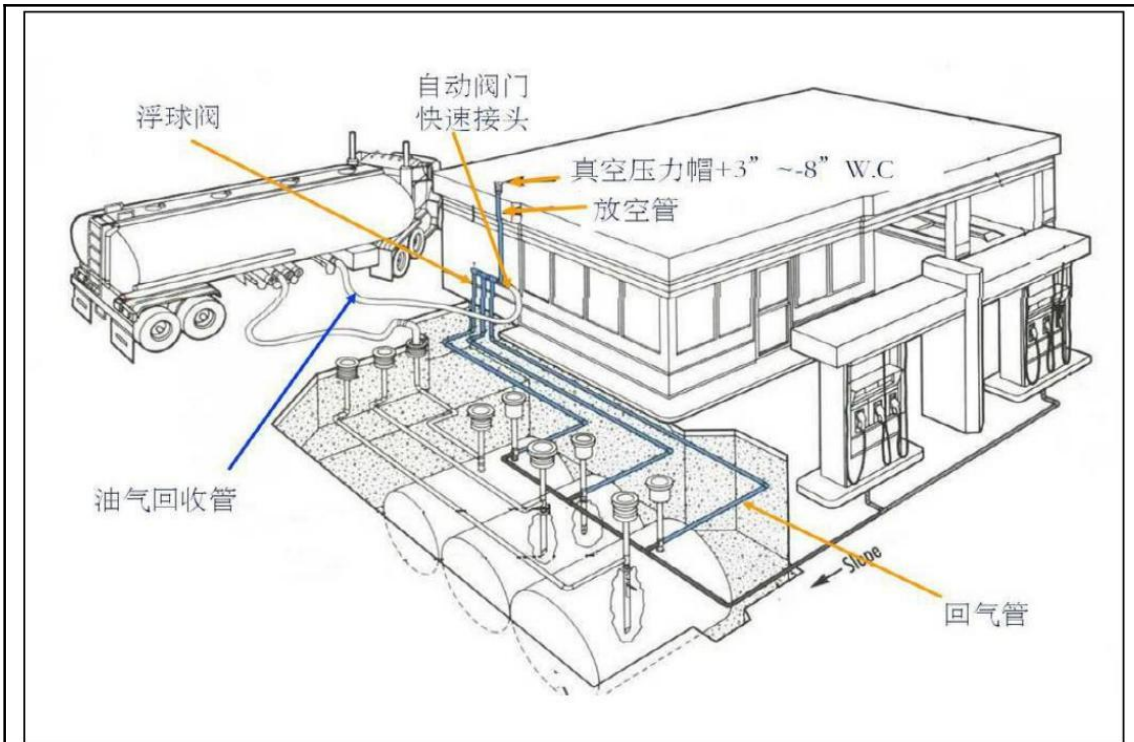 自动阀门
快速接头
浮球阀
真空压力帽+3”~-8”W.C
放空管
油气回收管
Slope
回气管